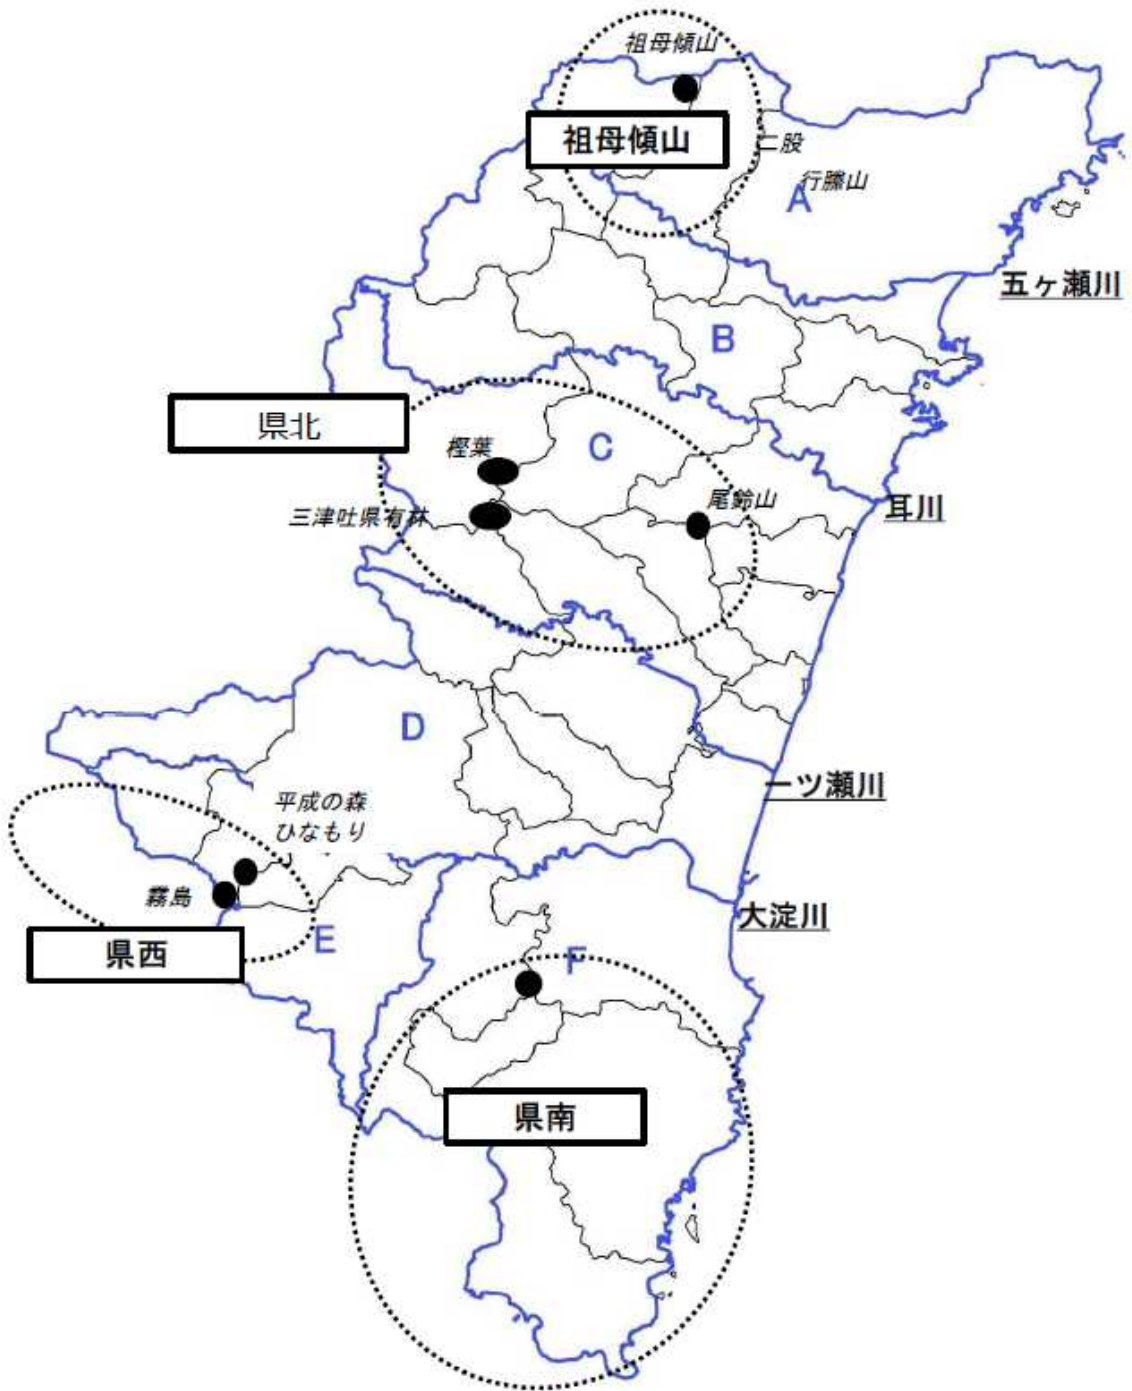 祖母傾山
祖母傾山
二股
行縢山
A
五ヶ瀬川
B
県北
樫葉
C
尾鈴山
耳川
三津吐県有林
D
一ツ瀬川
平成の森
ひなもり
霧島
大淀川
県西
E
F
県南